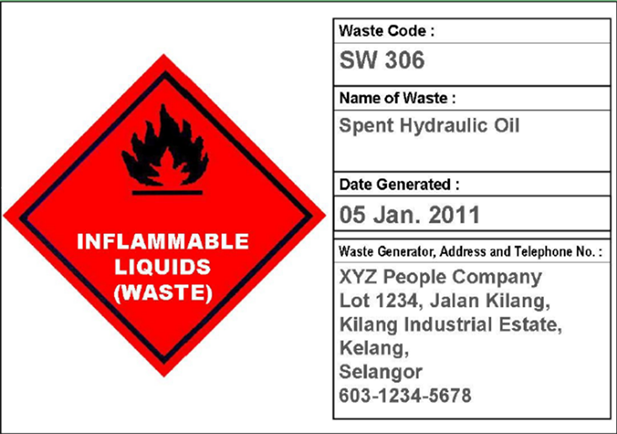 INFLAMMABLE
LIQUIDS
(WASTE)
Waste Code :
SW 306
Name of Waste :
Spent Hydraulic Oil
Date Generated :
05 Jan. 2011
Waste Generator, Address and Telephone No. :
XYZ People Company
Lot 1234, Jalan Kilang,
Kilang Industrial Estate,
Kelang,
Selangor
603-1234-5678